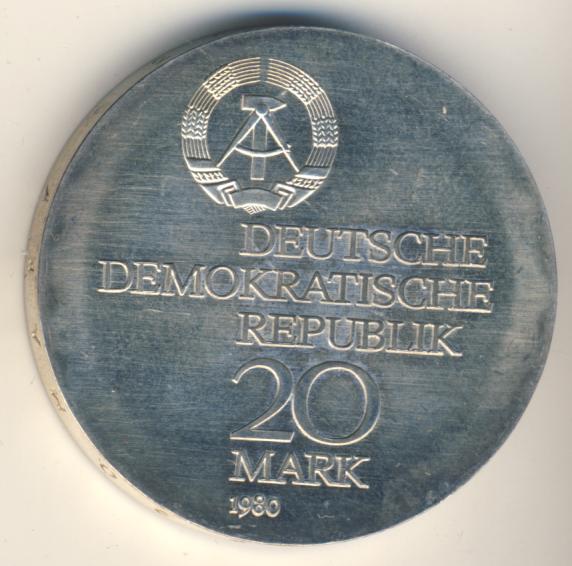 DEUTSCHE
DEMOKRATISCHE
REPUBLIK
20
MARK
1980